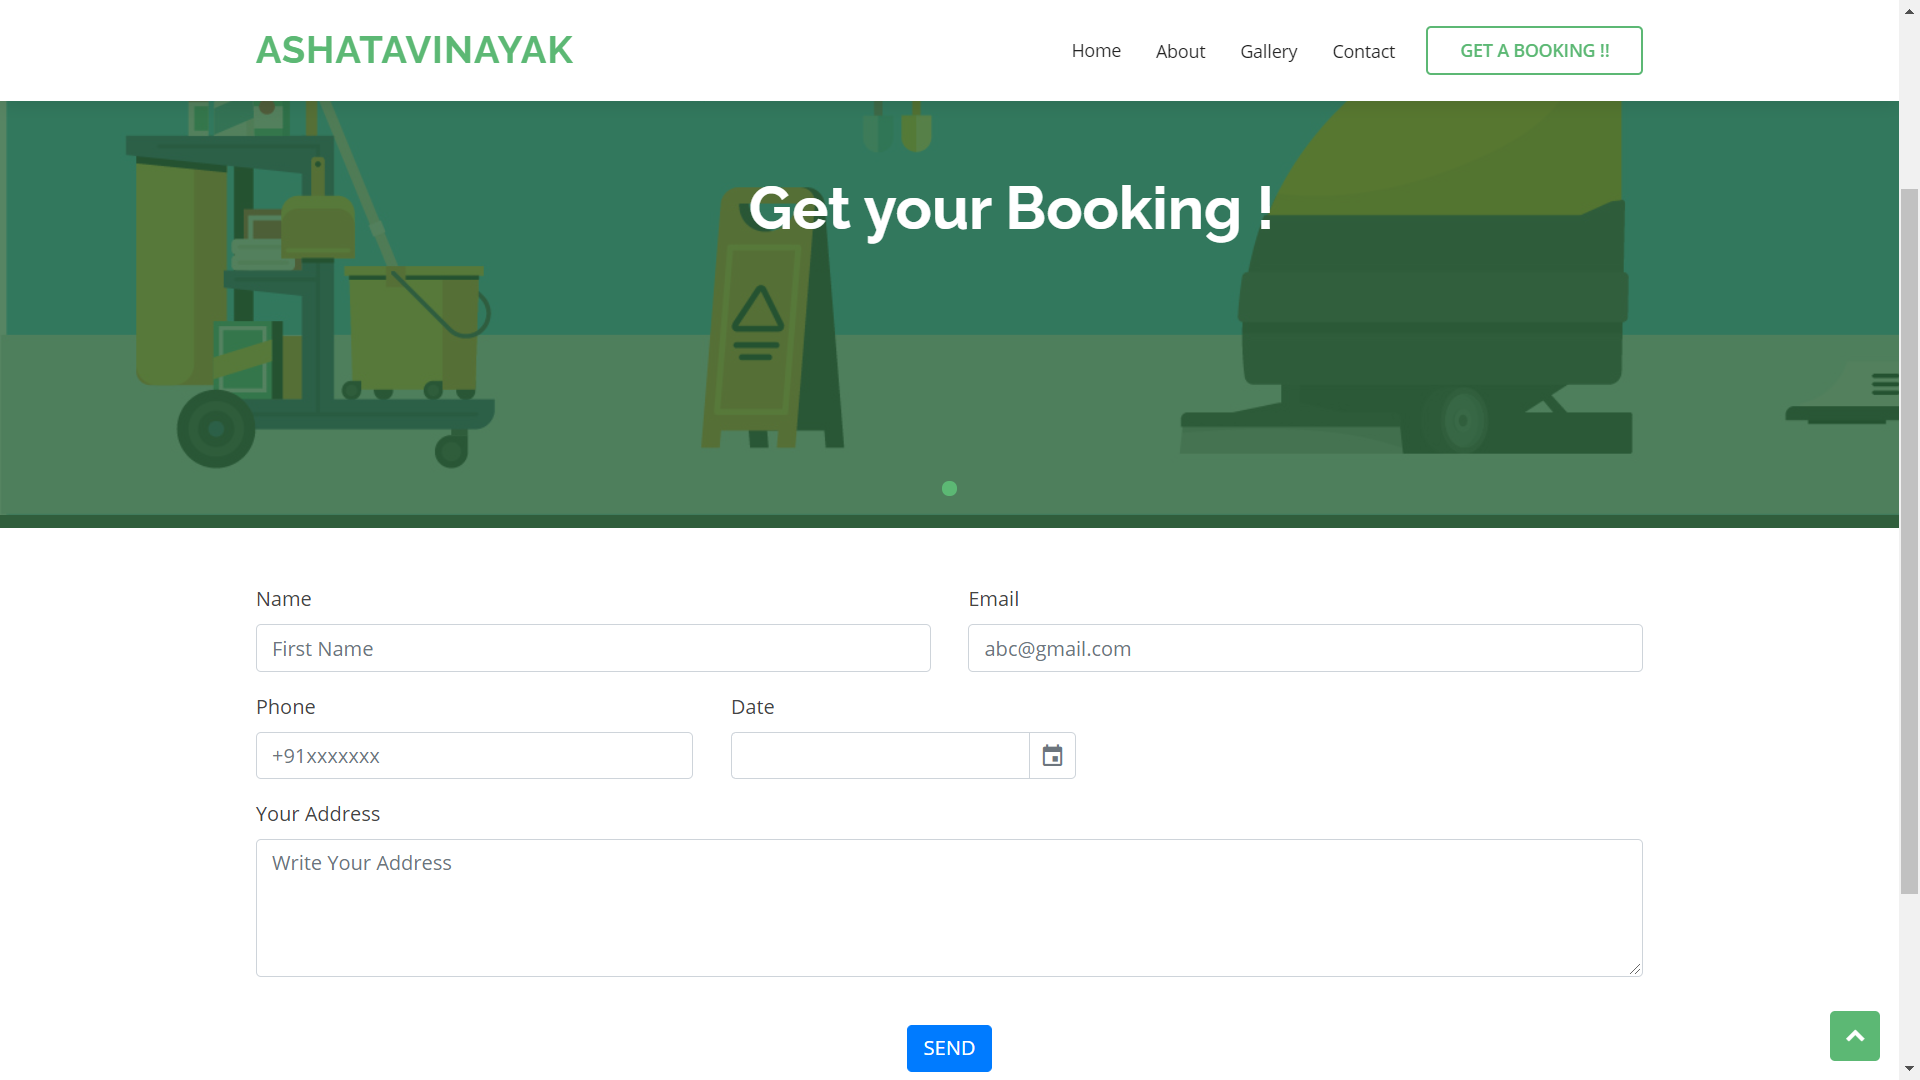 ASHATAVINAYAK
Home About Gallery Contact GET A BOOKING !!
Get your Booking !
Name Email
First Name abc@gmail.com
Phone Date
+91xxxxxxx
Your Address
Write Your Address
SEND